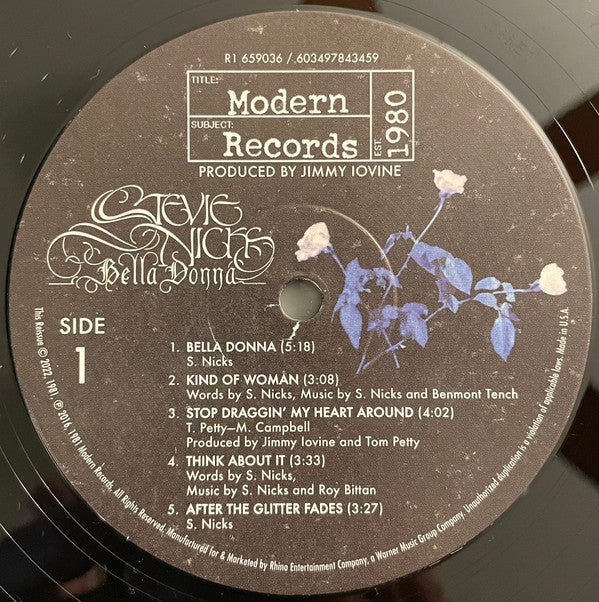 R1 659036 / 603497843459
TITLE:
Modern
SUBJECT:
Records
EST. 1980
PRODUCED BY JIMMY IOVINE
STEVIE
NICKS
Bella Donna
SIDE
1
1. BELLA DONNA (5:18)
S. Nicks
2. KIND OF WOMAN (3:08)
Words by S. Nicks, Music by S. Nicks and Benmont Tench
3. STOP DRAGGIN' MY HEART AROUND (4:02)
T. Petty—M. Campbell
Produced by Jimmy Iovine and Tom Petty
4. THINK ABOUT IT (3:33)
Words by S. Nicks,
Music by S. Nicks and Roy Bittan
5. AFTER THE GLITTER FADES (3:27)
S. Nicks
This Reissue © 2022, 1981, ℗ 2016, 1981 Modern Records. All Rights Reserved. Manufactured for & Marketed by Rhino Entertainment Company, a Warner Music Group Company. Unauthorized duplication is a violation of applicable laws. Made in U.S.A.